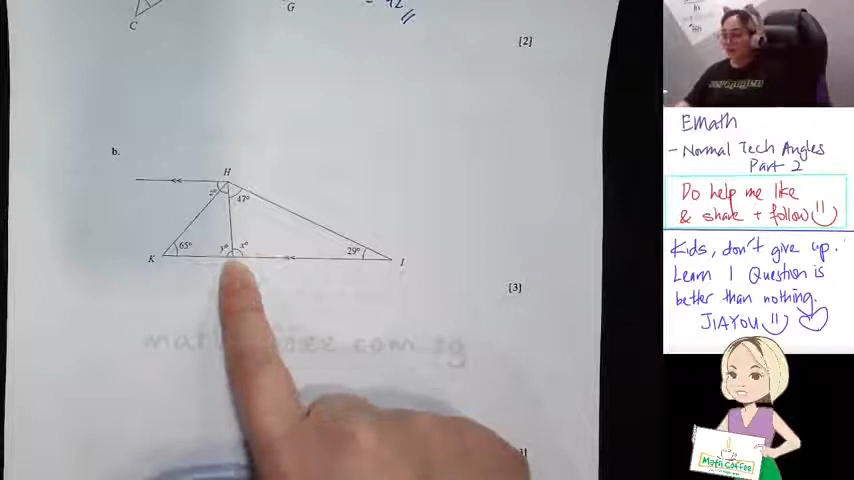 C
G
= 42
[2]
b.
H
z°
47°
K
65°
y°
x°
29°
I
[3]
Emath
- Normal Tech Angles
Part 2
Do help me like
& share + follow
Kids, don't give up.
Learn 1 Question is
better than nothing.
JIAYOU
Math Coffee